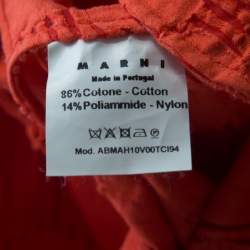 MARNI
Made in Portugal
86% Cotone - Cotton
14% Poliammide - Nylon
Mod. ABMAH10V00TCI94